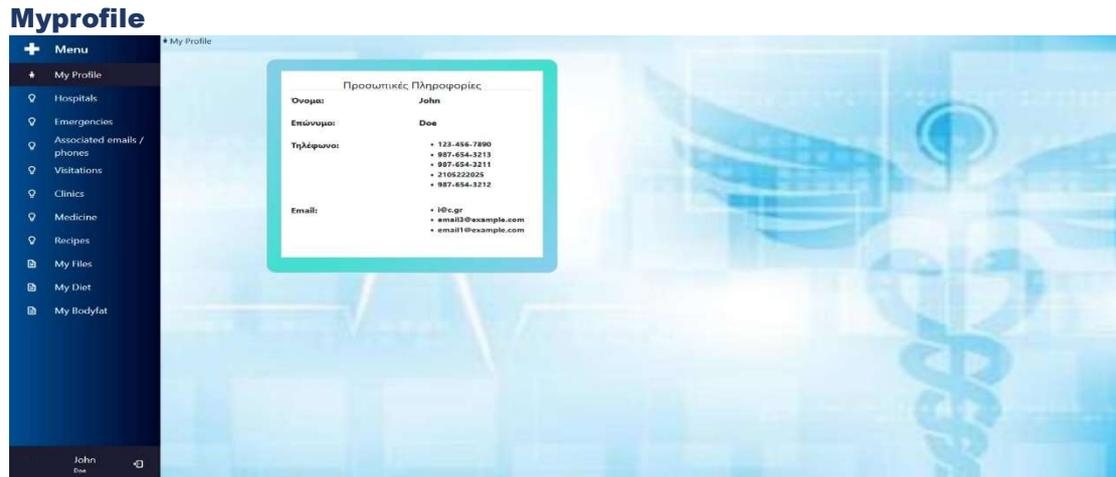 Myprofile
Menu
My Profile
Hospitals
Emergencies
Associated emails /
phones
Visitations
Clinics
Medicine
Recipes
My Files
My Diet
My Bodyfat
John
Doe
My Profile
Προσωπικές Πληροφορίες
Όνομα: John
Επώνυμο: Doe
Τηλέφωνο: • 123-456-7890
• 987-654-3213
• 987-654-3211
• 2105222025
• 987-654-3212
Email: • i@c.gr
• email3@example.com
• email1@example.com